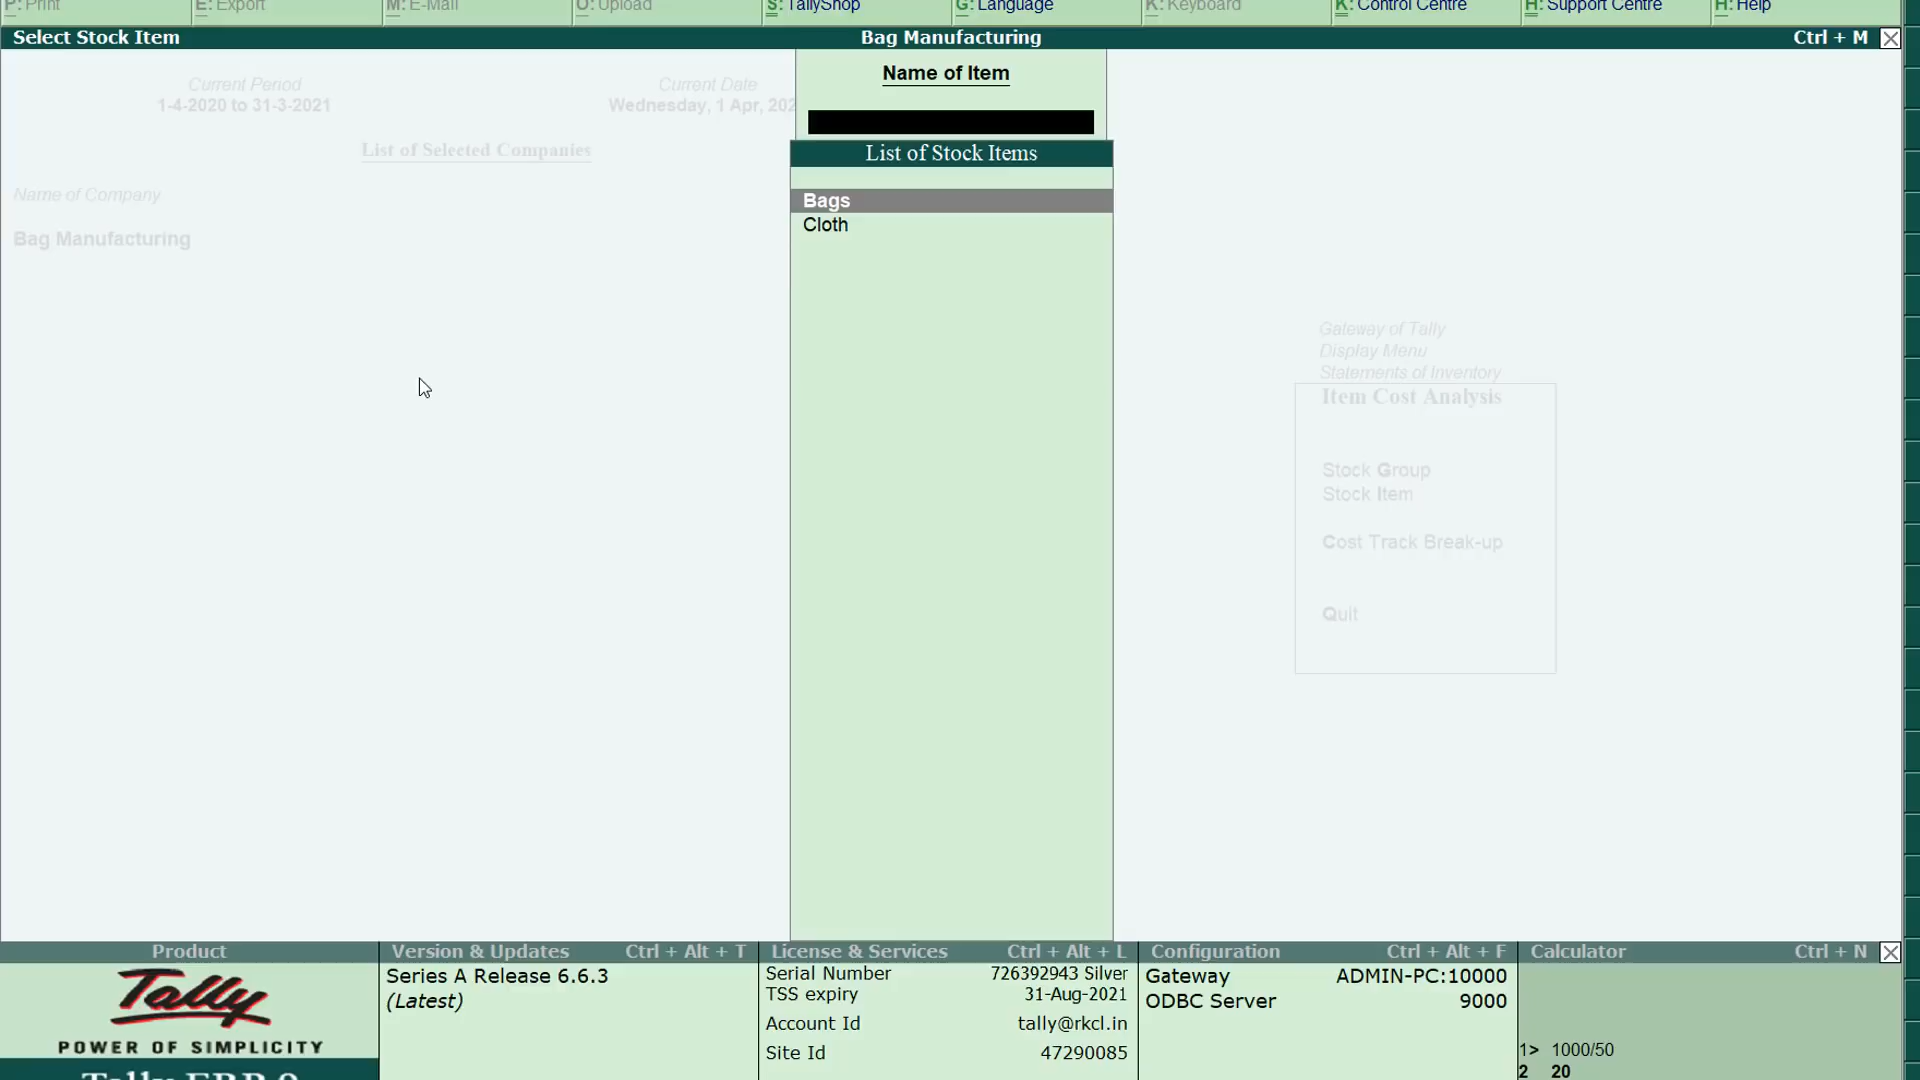 P: Print E: Export M: E-Mail O: Upload S: TallyShop G: Language K: Keyboard K: Control Centre H: Support Centre H: Help
Select Stock Item Bag Manufacturing Ctrl + M
Name of Item
Current Period Current Date
1-4-2020 to 31-3-2021 Wednesday, 1 Apr, 202
List of Selected Companies
List of Stock Items
Name of Company
Bags
Cloth
Bag Manufacturing
Gateway of Tally
Display Menu
Statements of Inventory
Item Cost Analysis
Stock Group
Stock Item
Cost Track Break-up
Quit
Product Version & Updates Ctrl + Alt + T License & Services Ctrl + Alt + L Configuration Ctrl + Alt + F Calculator Ctrl + N
Tally
POWER OF SIMPLICITY
Tally.ERP 9
Series A Release 6.6.3
(Latest)
Serial Number 726392943 Silver
TSS expiry 31-Aug-2021
Account Id tally@rkcl.in
Site Id 47290085
Gateway ADMIN-PC:10000
ODBC Server 9000
1> 1000/50
2 20